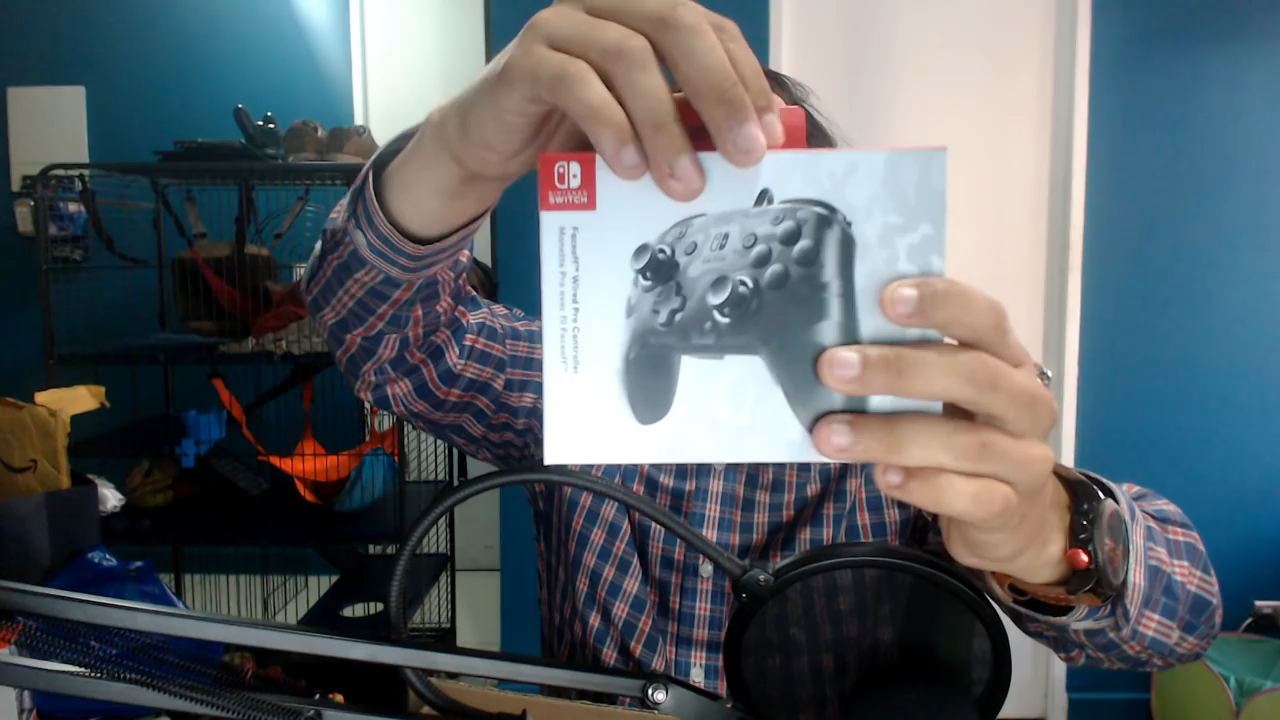 NINTENDO
SWITCH
Faceoff™ Wired Pro Controller
Manette Pro avec fil Faceoff™